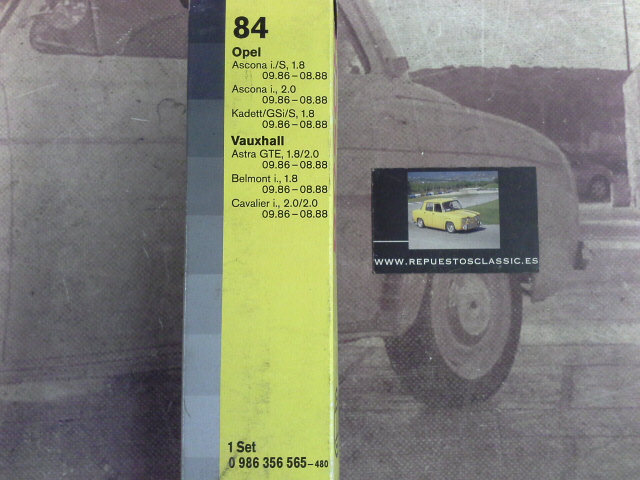 84
Opel
Ascona i./S, 1.8
09.86–08.88
Ascona i., 2.0
09.86–08.88
Kadett/GSi/S, 1.8
09.86–08.88
Vauxhall
Astra GTE, 1.8/2.0
09.86–08.88
Belmont i., 1.8
09.86–08.88
Cavalier i., 2.0/2.0
09.86–08.88
1 Set
0 986 356 565–480
WWW.REPUESTOSCLASSIC.ES